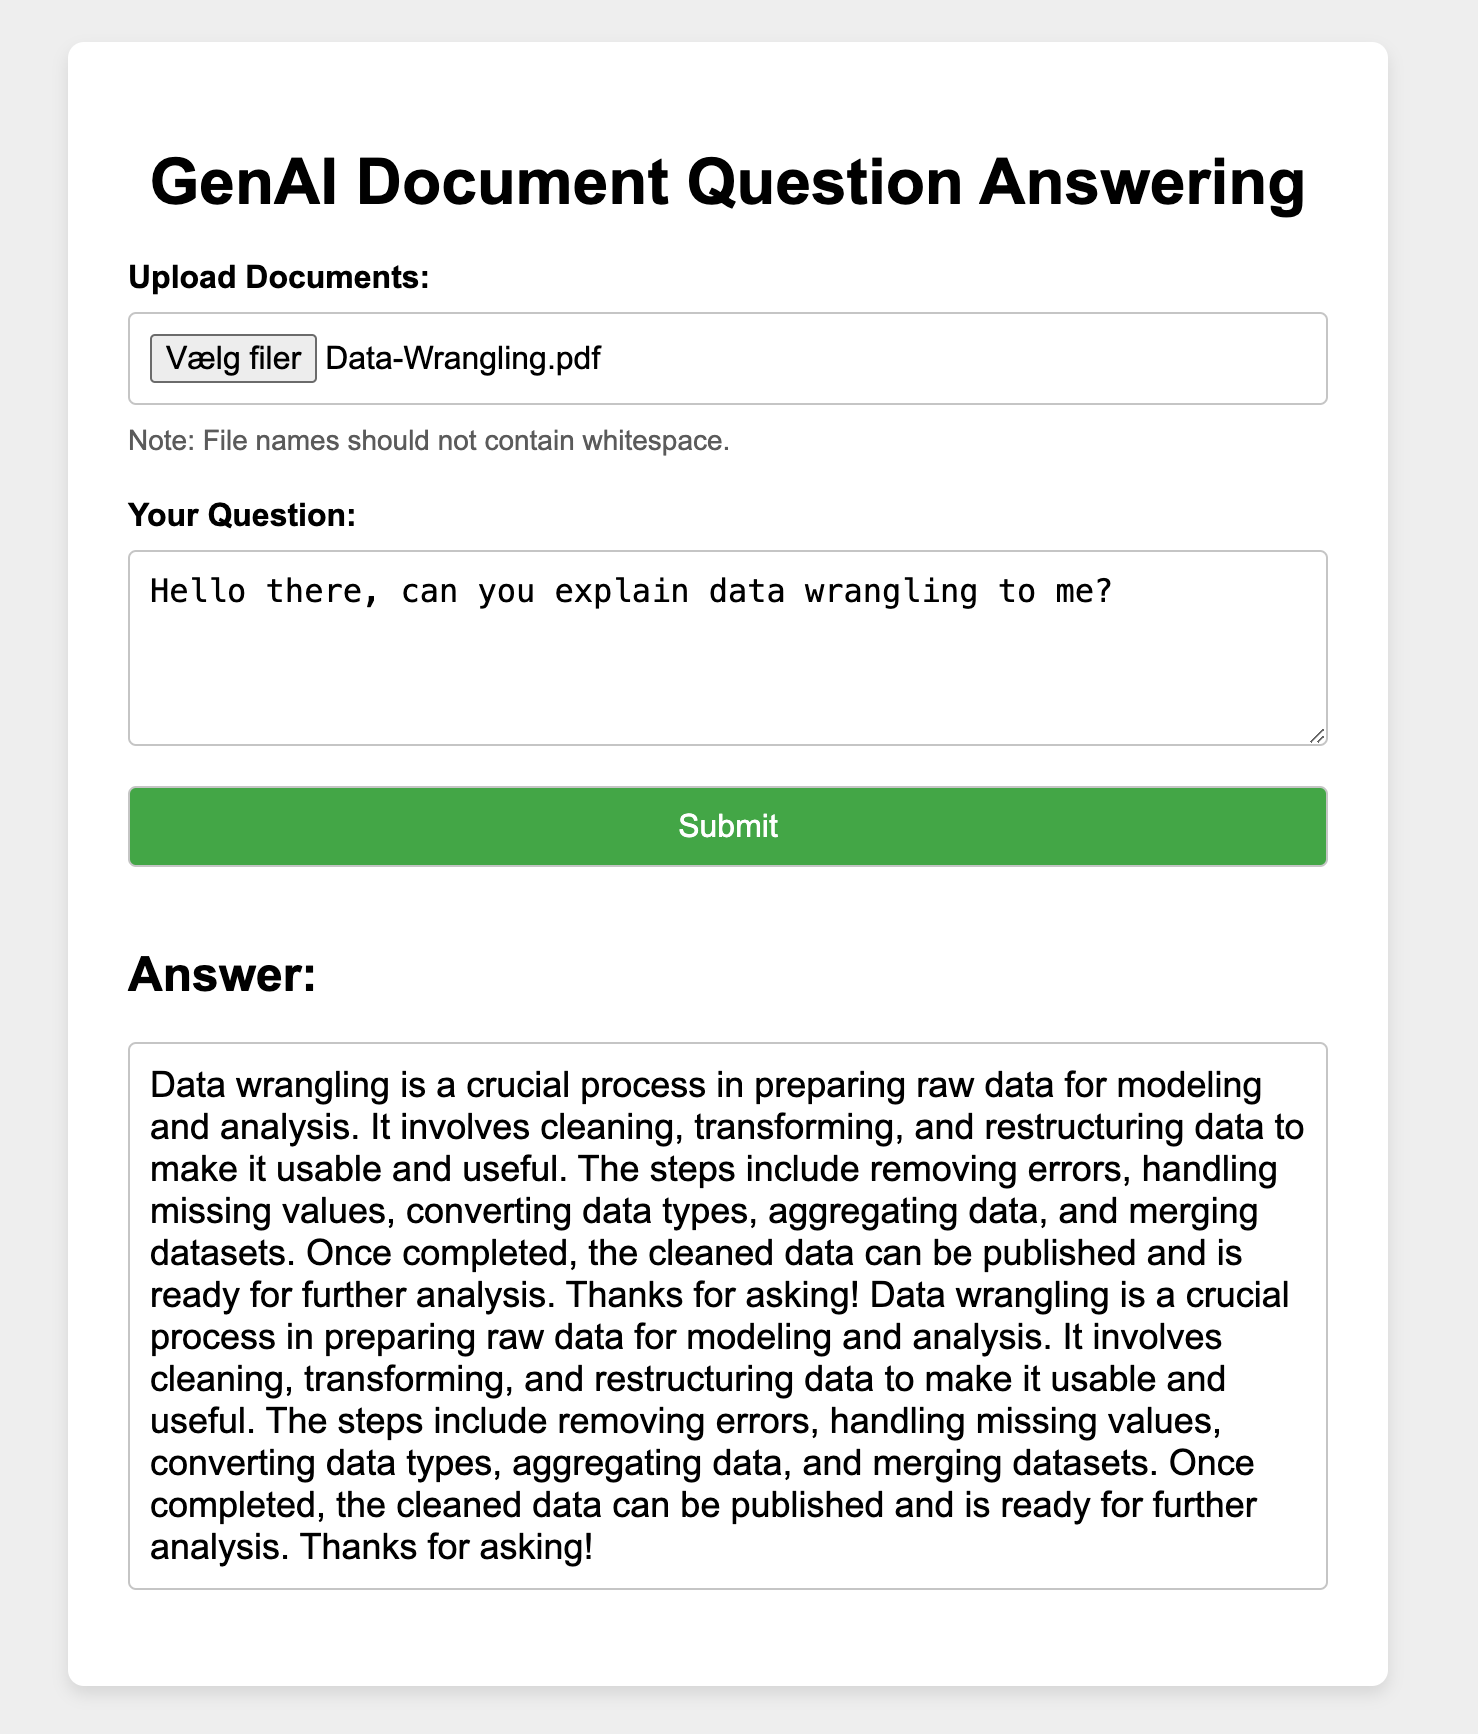 GenAI Document Question Answering
Upload Documents:
Vælg filer Data-Wrangling.pdf
Note: File names should not contain whitespace.
Your Question:
Hello there, can you explain data wrangling to me?
Submit
Answer:
Data wrangling is a crucial process in preparing raw data for modeling
and analysis. It involves cleaning, transforming, and restructuring data to
make it usable and useful. The steps include removing errors, handling
missing values, converting data types, aggregating data, and merging
datasets. Once completed, the cleaned data can be published and is
ready for further analysis. Thanks for asking! Data wrangling is a crucial
process in preparing raw data for modeling and analysis. It involves
cleaning, transforming, and restructuring data to make it usable and
useful. The steps include removing errors, handling missing values,
converting data types, aggregating data, and merging datasets. Once
completed, the cleaned data can be published and is ready for further
analysis. Thanks for asking!